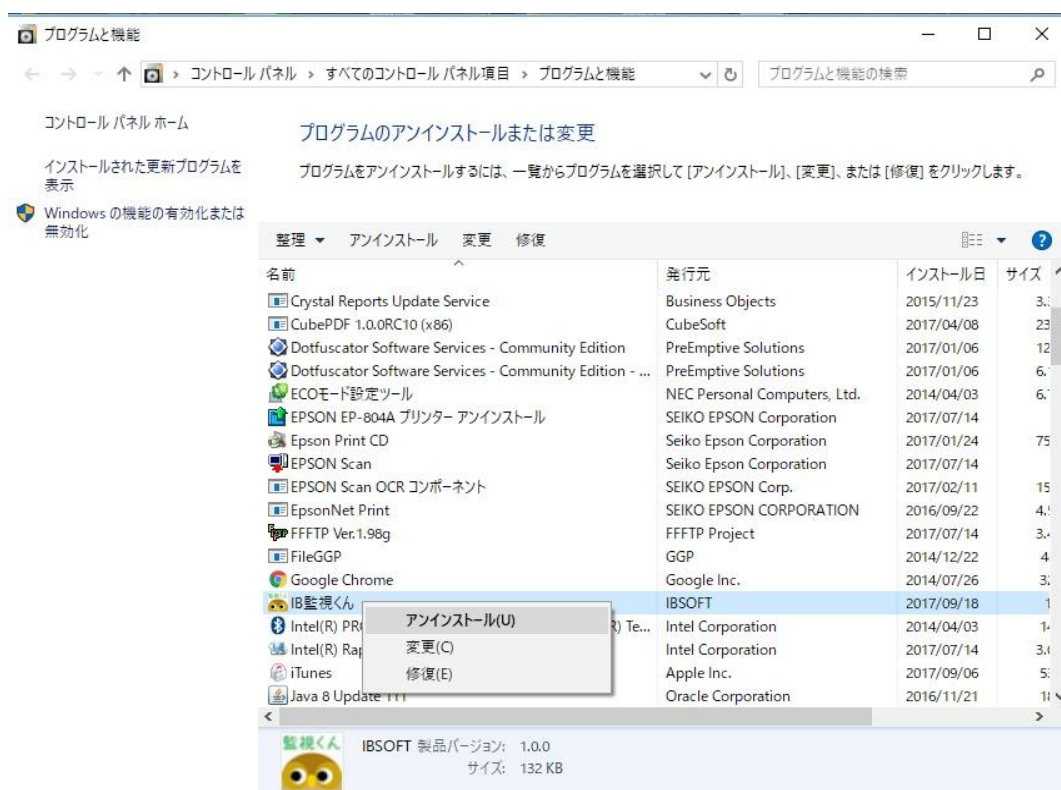 プログラムと機能
コントロール パネル › すべてのコントロール パネル項目 › プログラムと機能
プログラムと機能の検索
コントロール パネル ホーム
インストールされた更新プログラムを
表示
Windows の機能の有効化または
無効化
プログラムのアンインストールまたは変更
プログラムをアンインストールするには、一覧からプログラムを選択して [アンインストール]、[変更]、または [修復] をクリックします。
整理 アンインストール 変更 修復
名前 発行元 インストール日 サイズ
Crystal Reports Update Service Business Objects 2015/11/23
CubePDF 1.0.0RC10 (x86) CubeSoft 2017/04/08 23
Dotfuscator Software Services - Community Edition PreEmptive Solutions 2017/01/06 12
Dotfuscator Software Services - Community Edition - ... PreEmptive Solutions 2017/01/06 6.
ECOモード設定ツール NEC Personal Computers, Ltd. 2014/04/03 6.
EPSON EP-804A プリンター アンインストール SEIKO EPSON Corporation 2017/07/14
Epson Print CD Seiko Epson Corporation 2017/01/24 75
EPSON Scan Seiko Epson Corporation 2017/07/14
EPSON Scan OCR コンポーネント SEIKO EPSON Corp. 2017/02/11 15
EpsonNet Print SEIKO EPSON CORPORATION 2016/09/22 4.
FFFTP Ver.1.98g FFFTP Project 2017/07/14 3.
FileGGP GGP 2014/12/22 4
Google Chrome Google Inc. 2014/07/26
IB監視くん IBSOFT 2017/09/18 1
アンインストール(U)
変更(C)
修復(E)
Intel(R) PR R) Te... Intel Corporation 2014/04/03
Intel(R) Rap Intel Corporation 2017/07/14 3.
iTunes Apple Inc. 2017/09/06
Java 8 Update 111 Oracle Corporation 2016/11/21
監視くん
IBSOFT 製品バージョン: 1.0.0
サイズ: 132 KB